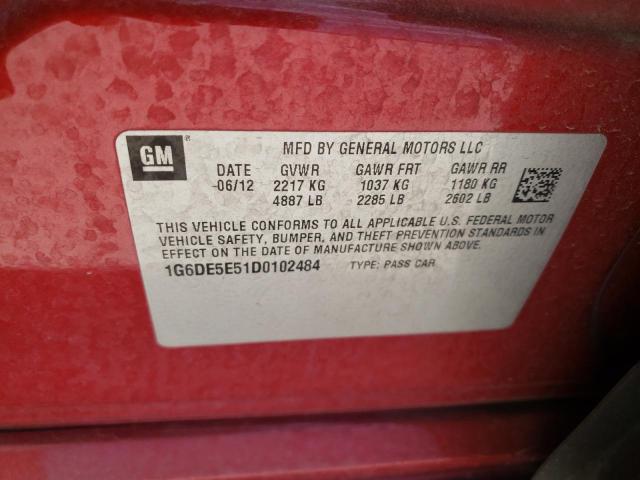 GM ® MFD BY GENERAL MOTORS LLC
DATE GVWR GAWR FRT GAWR RR
06/12 2217 KG 1037 KG 1180 KG
4887 LB 2285 LB 2602 LB
THIS VEHICLE CONFORMS TO ALL APPLICABLE U.S. FEDERAL MOTOR
VEHICLE SAFETY, BUMPER, AND THEFT PREVENTION STANDARDS IN
EFFECT ON THE DATE OF MANUFACTURE SHOWN ABOVE.
1G6DE5E51D0102484 TYPE: PASS CAR